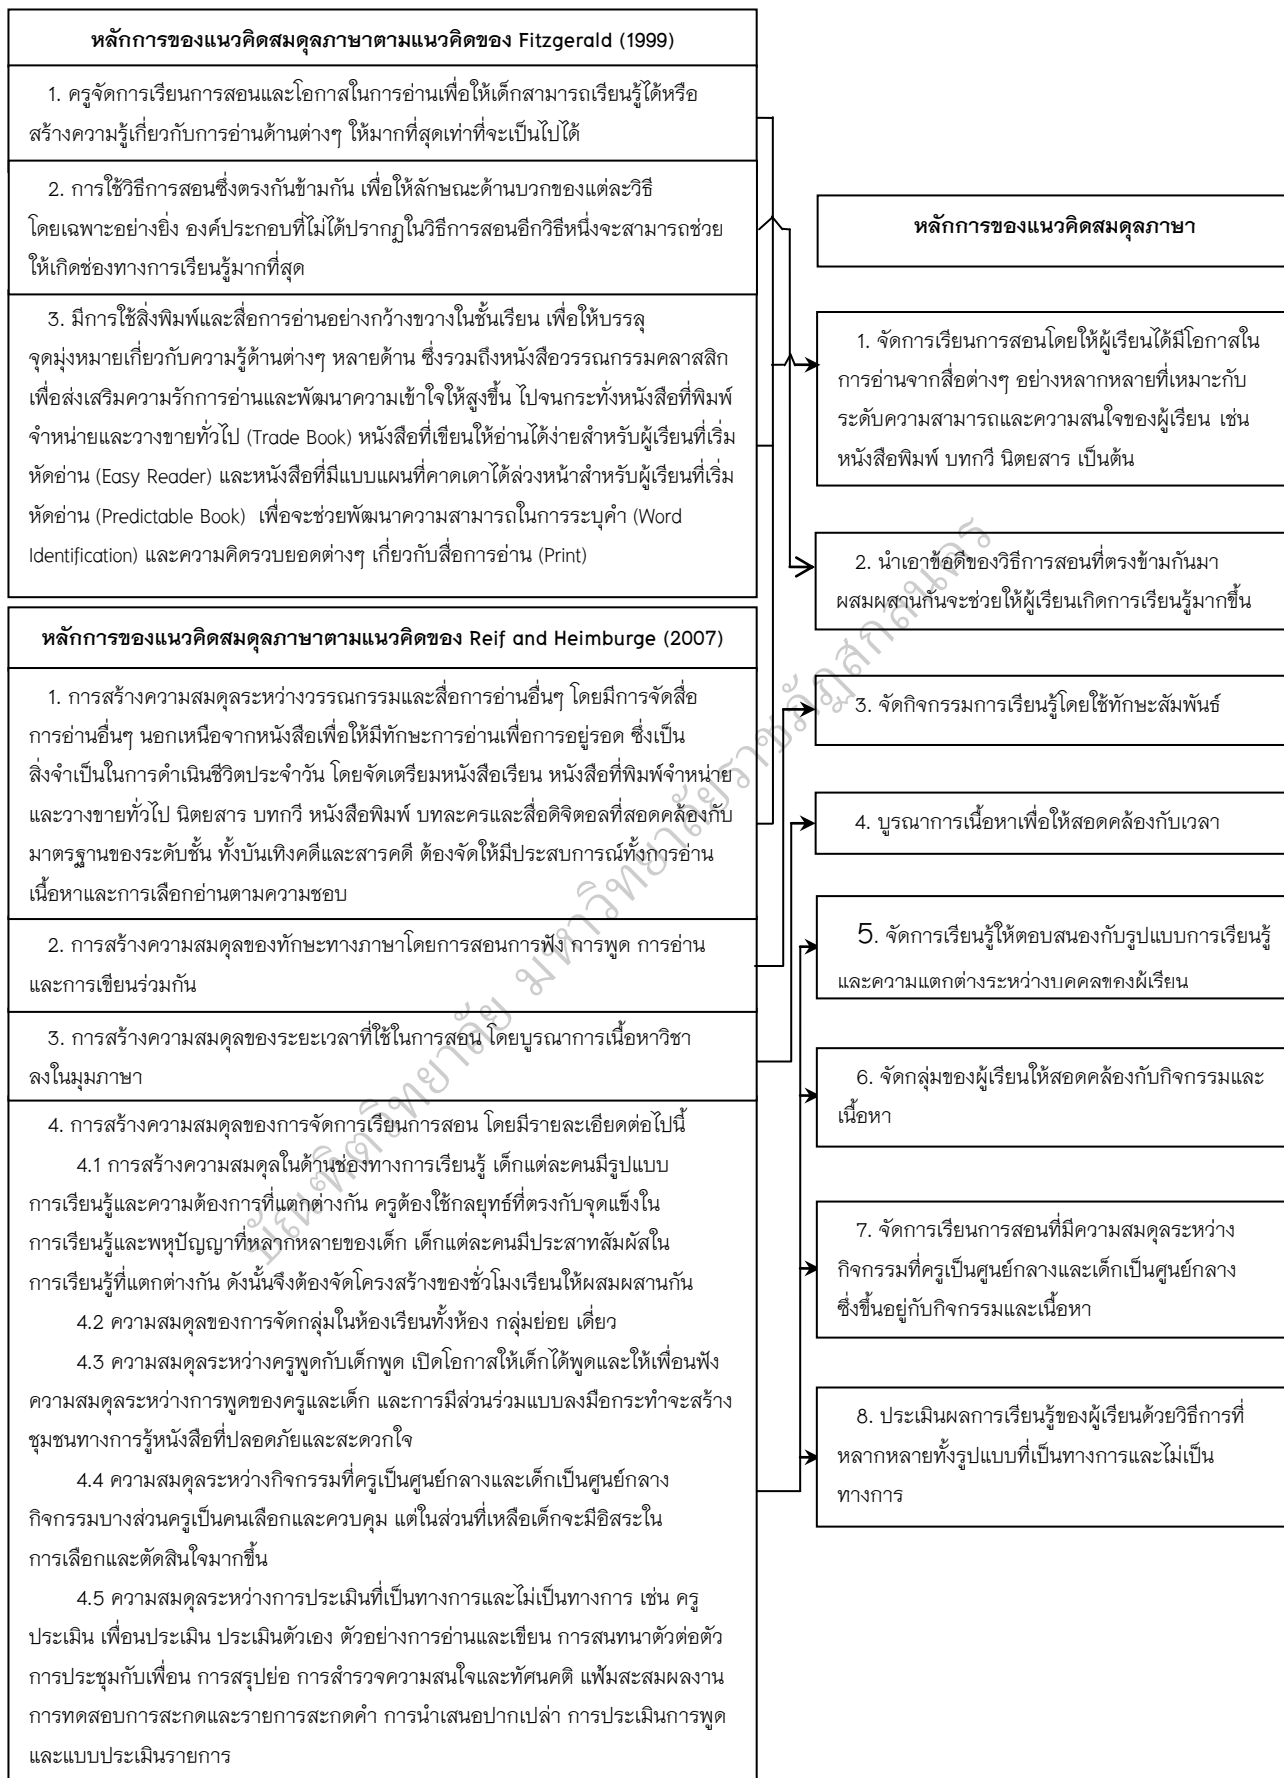 หลักการของแนวคิดสมดุลภาษาตามแนวคิดของ Fitzgerald (1999)
1. ครูจัดการเรียนการสอนและโอกาสในการอ่านเพื่อให้เด็กสามารถเรียนรู้ได้หรือ
สร้างความรู้เกี่ยวกับการอ่านด้านต่างๆ ให้มากที่สุดเท่าที่จะเป็นไปได้
2. การใช้วิธีการสอนซึ่งตรงกันข้ามกัน เพื่อให้ลักษณะด้านบวกของแต่ละวิธี
โดยเฉพาะอย่างยิ่ง องค์ประกอบที่ไม่ได้ปรากฏในวิธีการสอนอีกวิธีหนึ่งจะสามารถช่วย
ให้เกิดช่องทางการเรียนรู้มากที่สุด
3. มีการใช้สิ่งพิมพ์และสื่อการอ่านอย่างกว้างขวางในชั้นเรียน เพื่อให้บรรลุ
จุดมุ่งหมายเกี่ยวกับความรู้ด้านต่างๆ หลายด้าน ซึ่งรวมถึงหนังสือวรรณกรรมคลาสสิก
เพื่อส่งเสริมความรักการอ่านและพัฒนาความเข้าใจให้สูงขึ้น ไปจนกระทั่งหนังสือที่พิมพ์
จำหน่ายและวางขายทั่วไป (Trade Book) หนังสือที่เขียนให้อ่านได้ง่ายสำหรับผู้เรียนที่เริ่ม
หัดอ่าน (Easy Reader) และหนังสือที่มีแบบแผนที่คาดเดาได้ล่วงหน้าสำหรับผู้เรียนที่เริ่ม
หัดอ่าน (Predictable Book) เพื่อจะช่วยพัฒนาความสามารถในการระบุคำ (Word
Identification) และความคิดรวบยอดต่างๆ เกี่ยวกับสื่อการอ่าน (Print)
หลักการของแนวคิดสมดุลภาษาตามแนวคิดของ Reif and Heimburge (2007)
1. การสร้างความสมดุลระหว่างวรรณกรรมและสื่อการอ่านอื่นๆ โดยมีการจัดสื่อ
การอ่านอื่นๆ นอกเหนือจากหนังสือเพื่อให้มีทักษะการอ่านเพื่อการอยู่รอด ซึ่งเป็น
สิ่งจำเป็นในการดำเนินชีวิตประจำวัน โดยจัดเตรียมหนังสือเรียน หนังสือที่พิมพ์จำหน่าย
และวางขายทั่วไป นิตยสาร บทกวี หนังสือพิมพ์ บทละครและสื่อดิจิตอลที่สอดคล้องกับ
มาตรฐานของระดับชั้น ทั้งบันเทิงคดีและสารคดี ต้องจัดให้มีประสบการณ์ทั้งการอ่าน
เนื้อหาและการเลือกอ่านตามความชอบ
2. การสร้างความสมดุลของทักษะทางภาษาโดยการสอนการฟัง การพูด การอ่าน
และการเขียนร่วมกัน
3. การสร้างความสมดุลของระยะเวลาที่ใช้ในการสอน โดยบูรณาการเนื้อหาวิชา
ลงในมุมภาษา
4. การสร้างความสมดุลของการจัดการเรียนการสอน โดยมีรายละเอียดต่อไปนี้
4.1 การสร้างความสมดุลในด้านช่องทางการเรียนรู้ เด็กแต่ละคนมีรูปแบบ
การเรียนรู้และความต้องการที่แตกต่างกัน ครูต้องใช้กลยุทธ์ที่ตรงกับจุดแข็งใน
การเรียนรู้และพหุปัญญาที่หลากหลายของเด็ก เด็กแต่ละคนมีประสาทสัมผัสใน
การเรียนรู้ที่แตกต่างกัน ดังนั้นจึงต้องจัดโครงสร้างของชั่วโมงเรียนให้ผสมผสานกัน
4.2 ความสมดุลของการจัดกลุ่มในห้องเรียนทั้งห้อง กลุ่มย่อย เดี่ยว
4.3 ความสมดุลระหว่างครูพูดกับเด็กพูด เปิดโอกาสให้เด็กได้พูดและให้เพื่อนฟัง
ความสมดุลระหว่างการพูดของครูและเด็ก และการมีส่วนร่วมแบบลงมือกระทำจะสร้าง
ชุมชนทางการรู้หนังสือที่ปลอดภัยและสะดวกใจ
4.4 ความสมดุลระหว่างกิจกรรมที่ครูเป็นศูนย์กลางและเด็กเป็นศูนย์กลาง
กิจกรรมบางส่วนครูเป็นคนเลือกและควบคุม แต่ในส่วนที่เหลือเด็กจะมีอิสระใน
การเลือกและตัดสินใจมากขึ้น
4.5 ความสมดุลระหว่างการประเมินที่เป็นทางการและไม่เป็นทางการ เช่น ครู
ประเมิน เพื่อนประเมิน ประเมินตัวเอง ตัวอย่างการอ่านและเขียน การสนทนาตัวต่อตัว
การประชุมกับเพื่อน การสรุปย่อ การสำรวจความสนใจและทัศนคติ แฟ้มสะสมผลงาน
การทดสอบการสะกดและรายการสะกดคำ การนำเสนอปากเปล่า การประเมินการพูด
และแบบประเมินรายการ
หลักการของแนวคิดสมดุลภาษา
1. จัดการเรียนการสอนโดยให้ผู้เรียนได้มีโอกาสใน
การอ่านจากสื่อต่างๆ อย่างหลากหลายที่เหมาะกับ
ระดับความสามารถและความสนใจของผู้เรียน เช่น
หนังสือพิมพ์ บทกวี นิตยสาร เป็นต้น
2. นำเอาข้อดีของวิธีการสอนที่ตรงข้ามกันมา
ผสมผสานกันจะช่วยให้ผู้เรียนเกิดการเรียนรู้มากขึ้น
3. จัดกิจกรรมการเรียนรู้โดยใช้ทักษะสัมพันธ์
4. บูรณาการเนื้อหาเพื่อให้สอดคล้องกับเวลา
5. จัดการเรียนรู้ให้ตอบสนองกับรูปแบบการเรียนรู้
และความแตกต่างระหว่างบุคคลของผู้เรียน
6. จัดกลุ่มของผู้เรียนให้สอดคล้องกับกิจกรรมและ
เนื้อหา
7. จัดการเรียนการสอนที่มีความสมดุลระหว่าง
กิจกรรมที่ครูเป็นศูนย์กลางและเด็กเป็นศูนย์กลาง
ซึ่งขึ้นอยู่กับกิจกรรมและเนื้อหา
8. ประเมินผลการเรียนรู้ของผู้เรียนด้วยวิธีการที่
หลากหลายทั้งรูปแบบที่เป็นทางการและไม่เป็น
ทางการ
บัณฑิตวิทยาลัย มหาวิทยาลัยราชภัฏสกลนคร